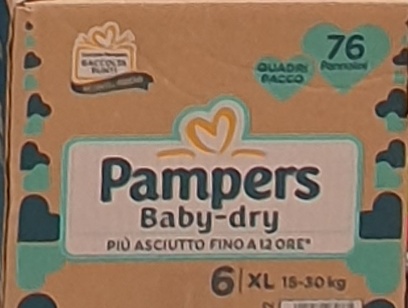 RACCOLTA
PUNTI
76
Pannolini
QUADRI
PACCO
Pampers
Baby-dry
PIÙ ASCIUTTO FINO A 12 ORE*
6 | XL 15-30 kg